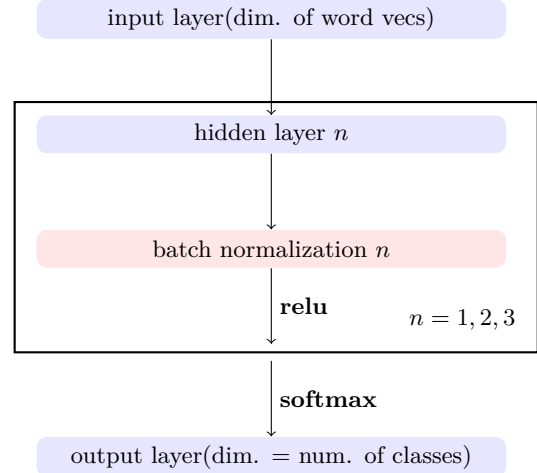 input layer(dim. of word vecs)
hidden layer n
batch normalization n
relu
n = 1, 2, 3
softmax
output layer(dim. = num. of classes)